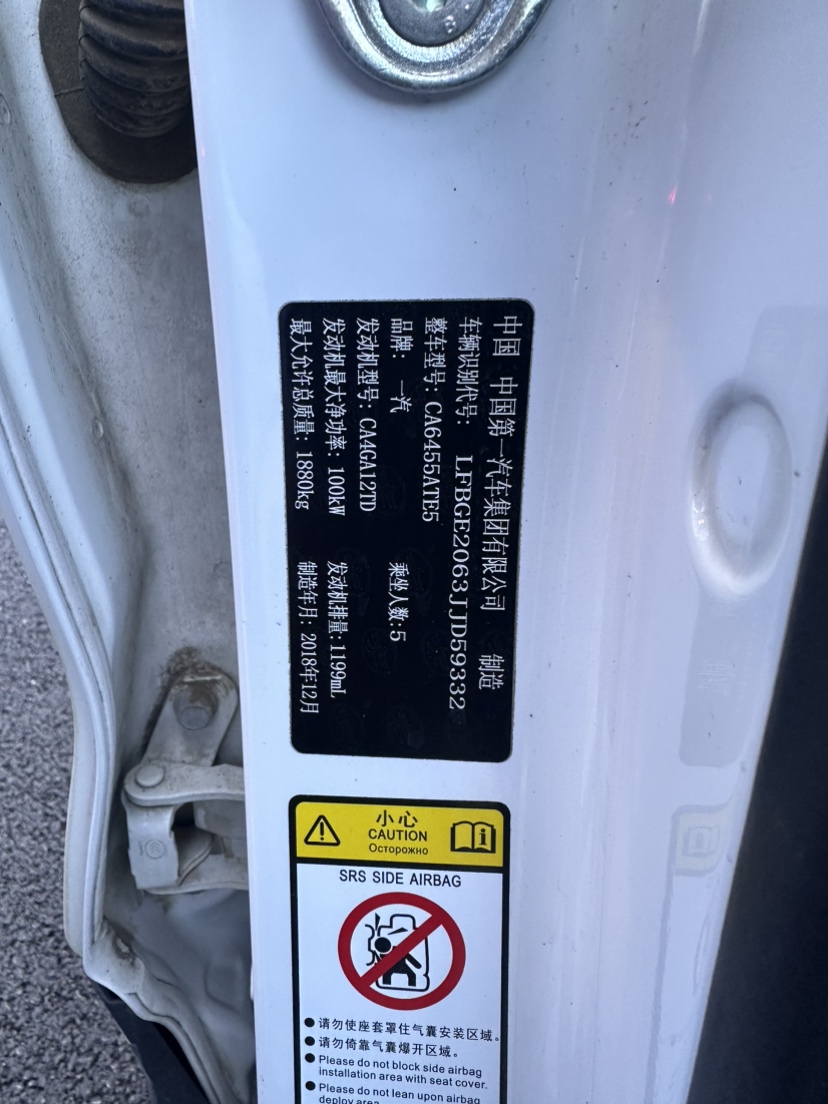 中国 中国第一汽车集团有限公司 制造
车辆识别代号: LFBGE2063JJD59332
整车型号: CA6455ATE5
品牌: 一汽 乘坐人数:5
发动机型号: CA4GA12TD
发动机最大净功率: 100kW 发动机排量: 1199mL
最大允许总质量: 1880kg 制造年月: 2018年12月
小心
CAUTION
Осторожно
SRS SIDE AIRBAG
●请勿使座套罩住气囊安装区域。
●请勿倚靠气囊爆开区域。
●Please do not block side airbag
installation area with seat cover.
●Please do not lean upon airbag
deploy area